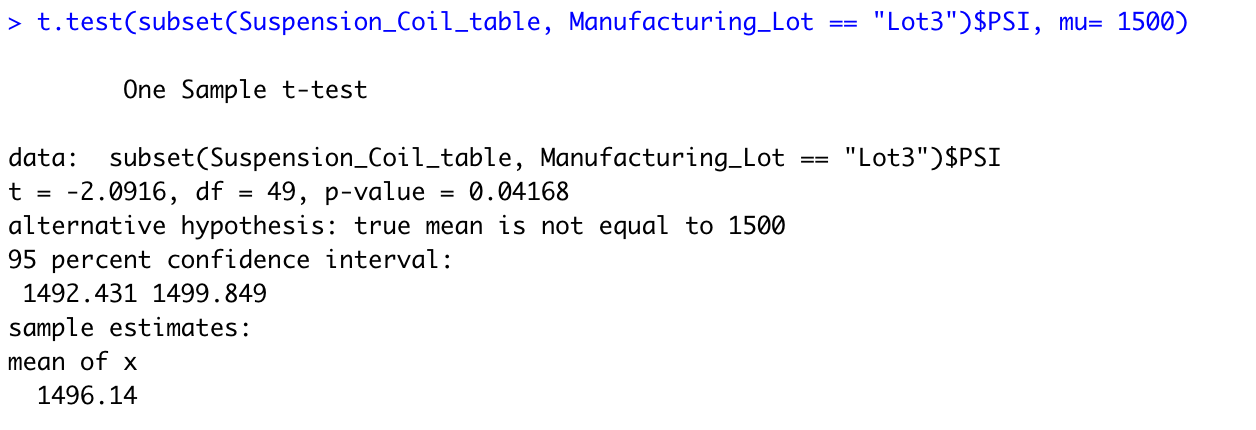 > t.test(subset(Suspension_Coil_table, Manufacturing_Lot == "Lot3")$PSI, mu= 1500)
One Sample t-test
data:  subset(Suspension_Coil_table, Manufacturing_Lot == "Lot3")$PSI
t = -2.0916, df = 49, p-value = 0.04168
alternative hypothesis: true mean is not equal to 1500
95 percent confidence interval:
1492.431 1499.849
sample estimates:
mean of x
1496.14